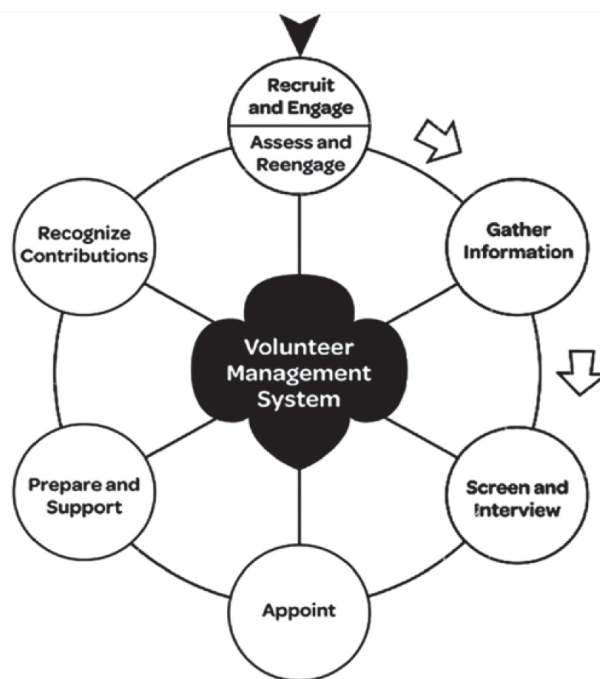 Recruit
and Engage
Assess and
Reengage
Gather
Information
Screen and
Interview
Appoint
Prepare and
Support
Recognize
Contributions
Volunteer
Management
System